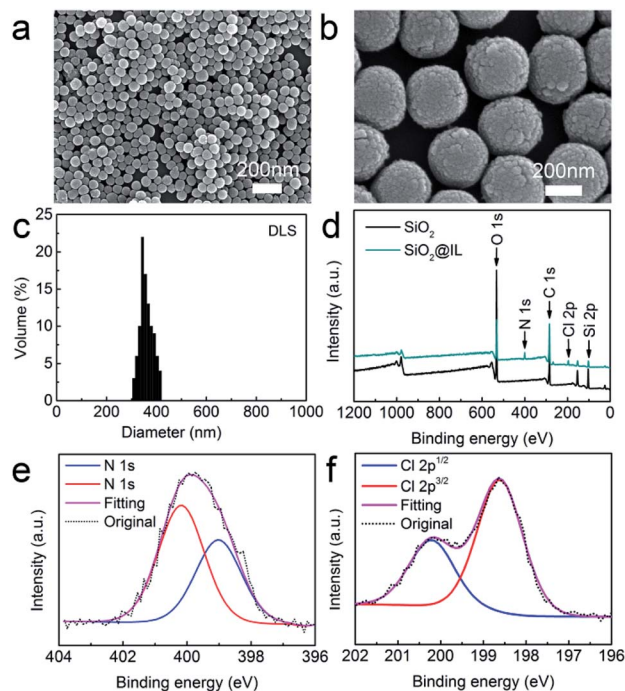 a
200nm
b
200nm
c
DLS
Volume (%)
25
20
15
10
5
0
0 200 400 600 800 1000
Diameter (nm)
d
SiO2
SiO2@IL
O 1s
N 1s
C 1s
Cl 2p
Si 2p
Intensity (a.u.)
1200 1000 800 600 400 200 0
Binding energy (eV)
e
N 1s
N 1s
Fitting
Original
Intensity (a.u.)
404 402 400 398 396
Binding energy (eV)
f
Cl 2p1/2
Cl 2p3/2
Fitting
Original
Intensity (a.u.)
202 201 200 199 198 197 196
Binding energy (eV)